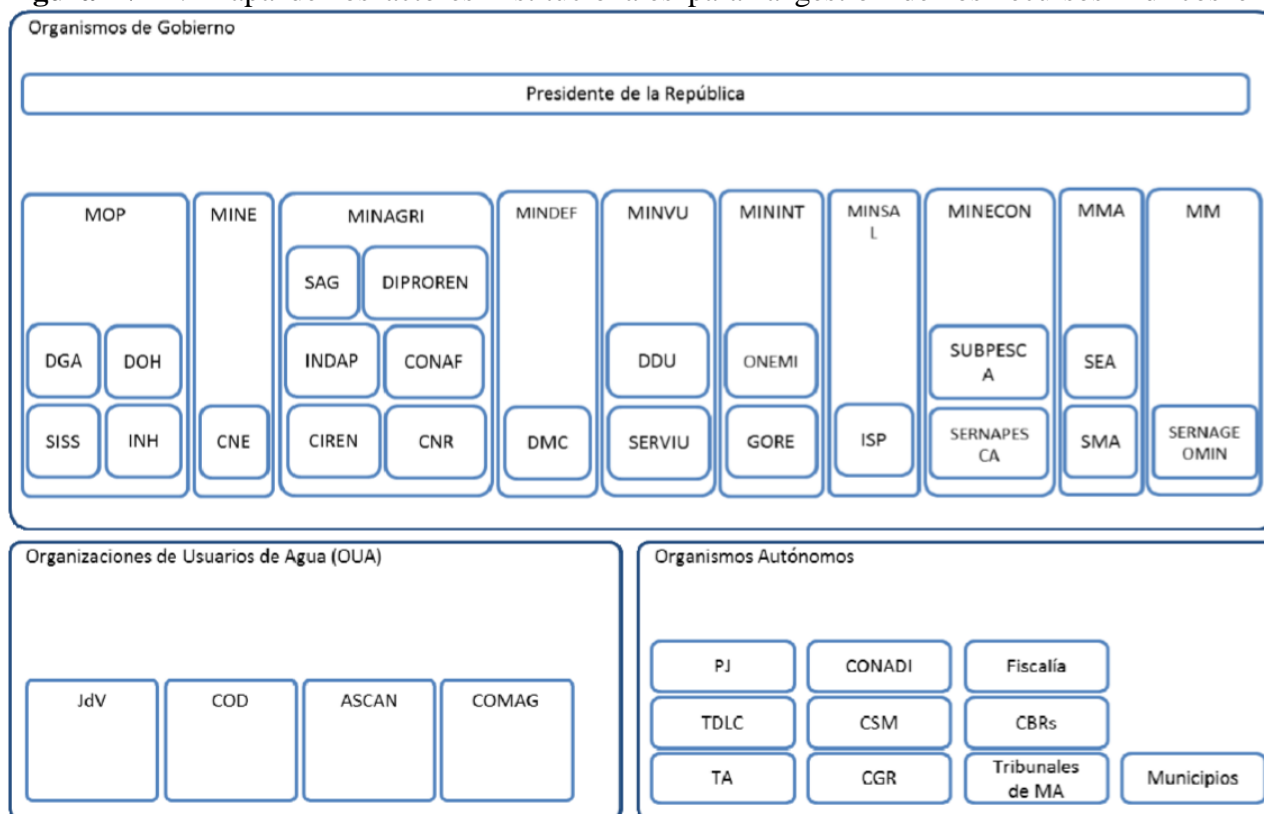 Organismos de Gobierno
Presidente de la República
MOP
MINE
MINAGRI
MINDEF
MINVU
MININT
MINSA
L
MINECON
MMA
MM
SAG
DIPROREN
DGA
DOH
INDAP
CONAF
DDU
ONEMI
SUBPESC
A
SEA
SISS
INH
CNE
CIREN
CNR
DMC
SERVIU
GORE
ISP
SERNAPES
CA
SMA
SERNAGE
OMIN
Organizaciones de Usuarios de Agua (OUA)
JdV
COD
ASCAN
COMAG
Organismos Autónomos
PJ
CONADI
Fiscalía
TDLC
CSM
CBRs
TA
CGR
Tribunales
de MA
Municipios